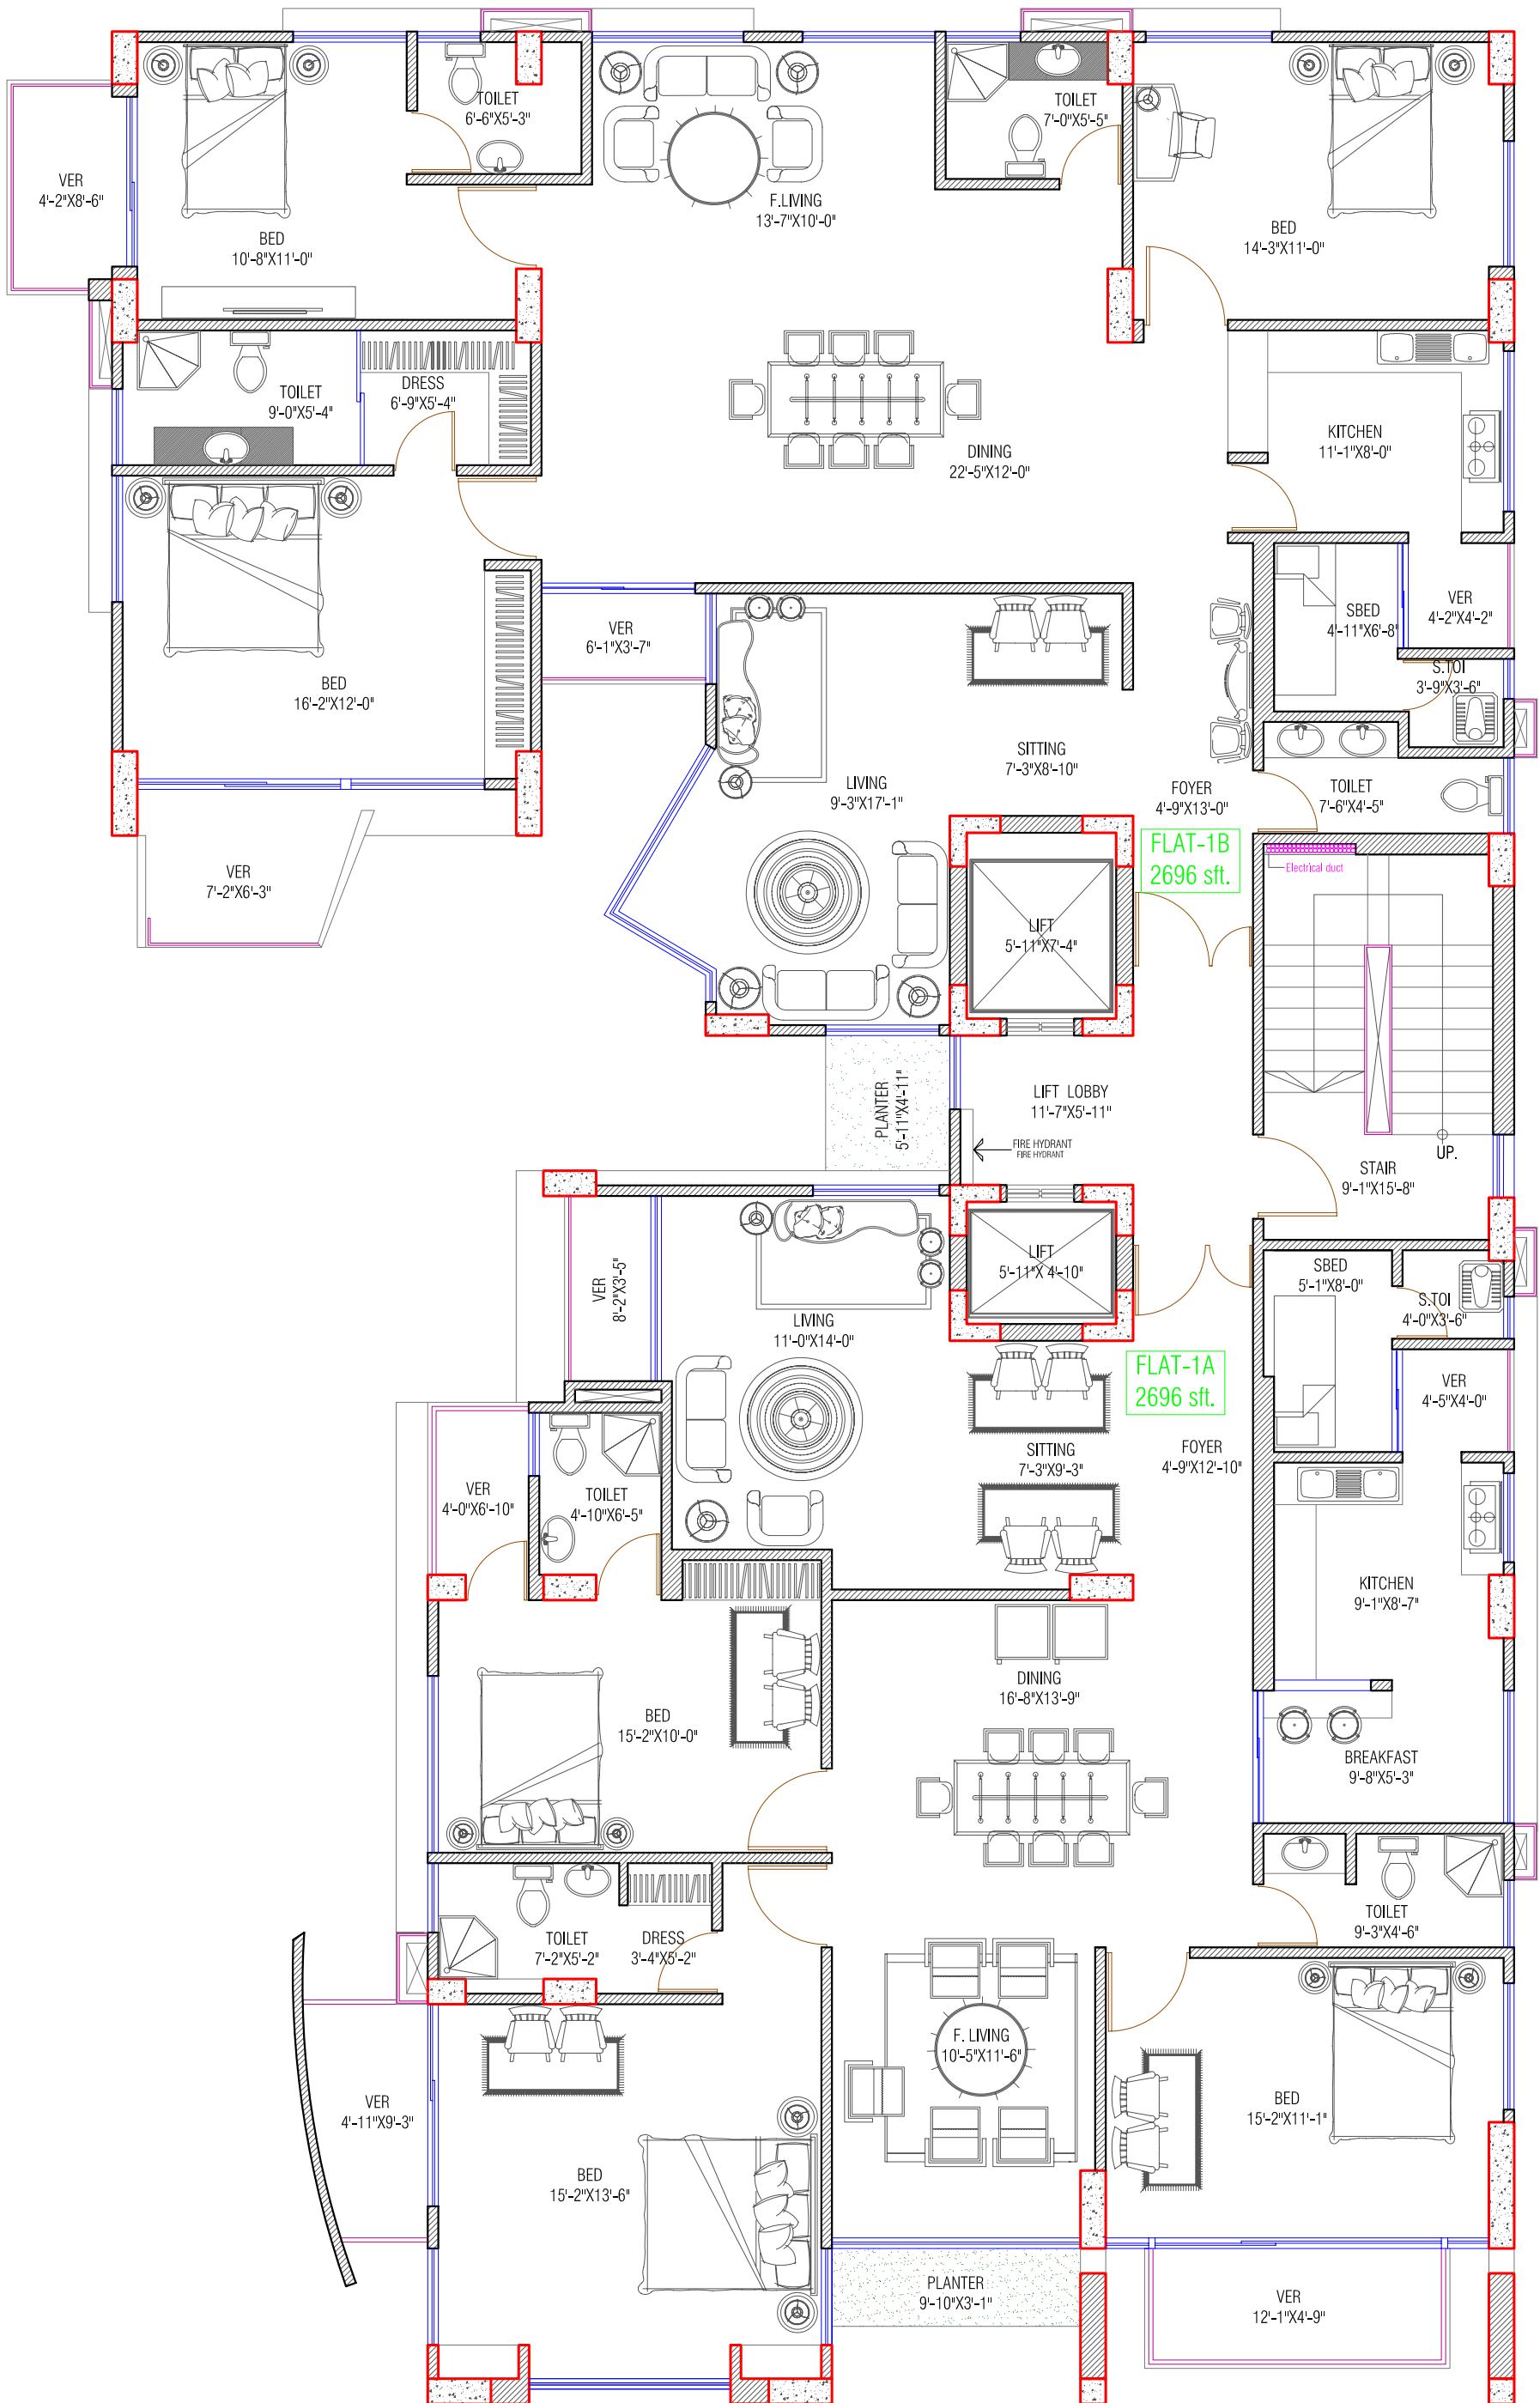 TOILET
6'-6"X5'-3"
TOILET
7'-0"X5'-5"
VER
4'-2"X8'-6"
F.LIVING
13'-7"X10'-0"
BED
10'-8"X11'-0"
BED
14'-3"X11'-0"
TOILET
9'-0"X5'-4"
DRESS
6'-9"X5'-4"
DINING
22'-5"X12'-0"
KITCHEN
11'-1"X8'-0"
VER
6'-1"X3'-7"
SBED
4'-11"X6'-8"
VER
4'-2"X4'-2"
S.TOI
3'-9"X3'-6"
BED
16'-2"X12'-0"
SITTING
7'-3"X8'-10"
LIVING
9'-3"X17'-1"
FOYER
4'-9"X13'-0"
TOILET
7'-6"X4'-5"
FLAT-1B
2696 sft.
Electrical duct
VER
7'-2"X6'-3"
LIFT
5'-11"X7'-4"
PLANTER
5'-11"X4'-11"
LIFT LOBBY
11'-7"X5'-11"
FIRE HYDRANT
FIRE HYDRANT
UP.
STAIR
9'-1"X15'-8"
VER
8'-2"X3'-5"
LIFT
5'-11"X 4'-10"
SBED
5'-1"X8'-0"
S.TOI
4'-0"X3'-6"
LIVING
11'-0"X14'-0"
FLAT-1A
2696 sft.
VER
4'-5"X4'-0"
SITTING
7'-3"X9'-3"
FOYER
4'-9"X12'-10"
VER
4'-0"X6'-10"
TOILET
4'-10"X6'-5"
KITCHEN
9'-1"X8'-7"
DINING
16'-8"X13'-9"
BED
15'-2"X10'-0"
BREAKFAST
9'-8"X5'-3"
TOILET
7'-2"X5'-2"
DRESS
3'-4"X5'-2"
TOILET
9'-3"X4'-6"
F. LIVING
10'-5"X11'-6"
VER
4'-11"X9'-3"
BED
15'-2"X11'-1"
BED
15'-2"X13'-6"
PLANTER
9'-10"X3'-1"
VER
12'-1"X4'-9"